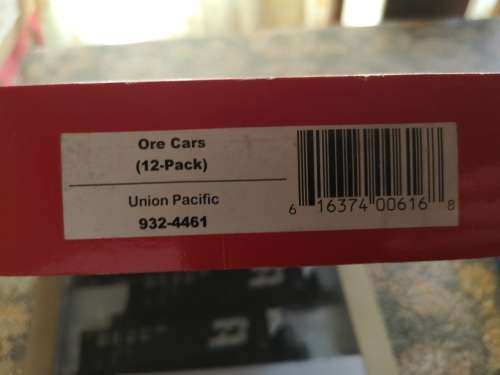 Ore Cars
(12-Pack)
Union Pacific
932-4461
6 16374 00616 8